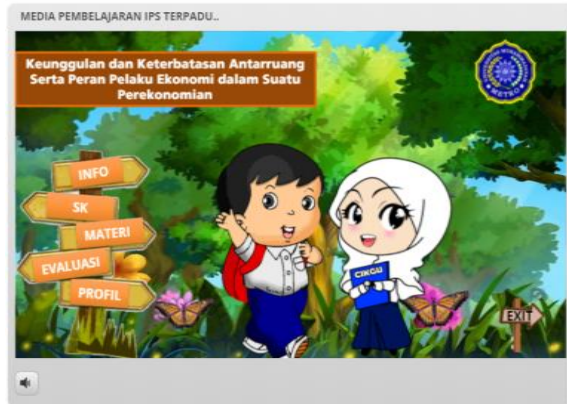 MEDIA PEMBELAJARAN IPS TERPADU..
Keunggulan dan Keterbatasan Antarruang
Serta Peran Pelaku Ekonomi dalam Suatu
Perekonomian
METRO
INFO
SK
MATERI
EVALUASI
PROFIL
CIKGU
EXIT